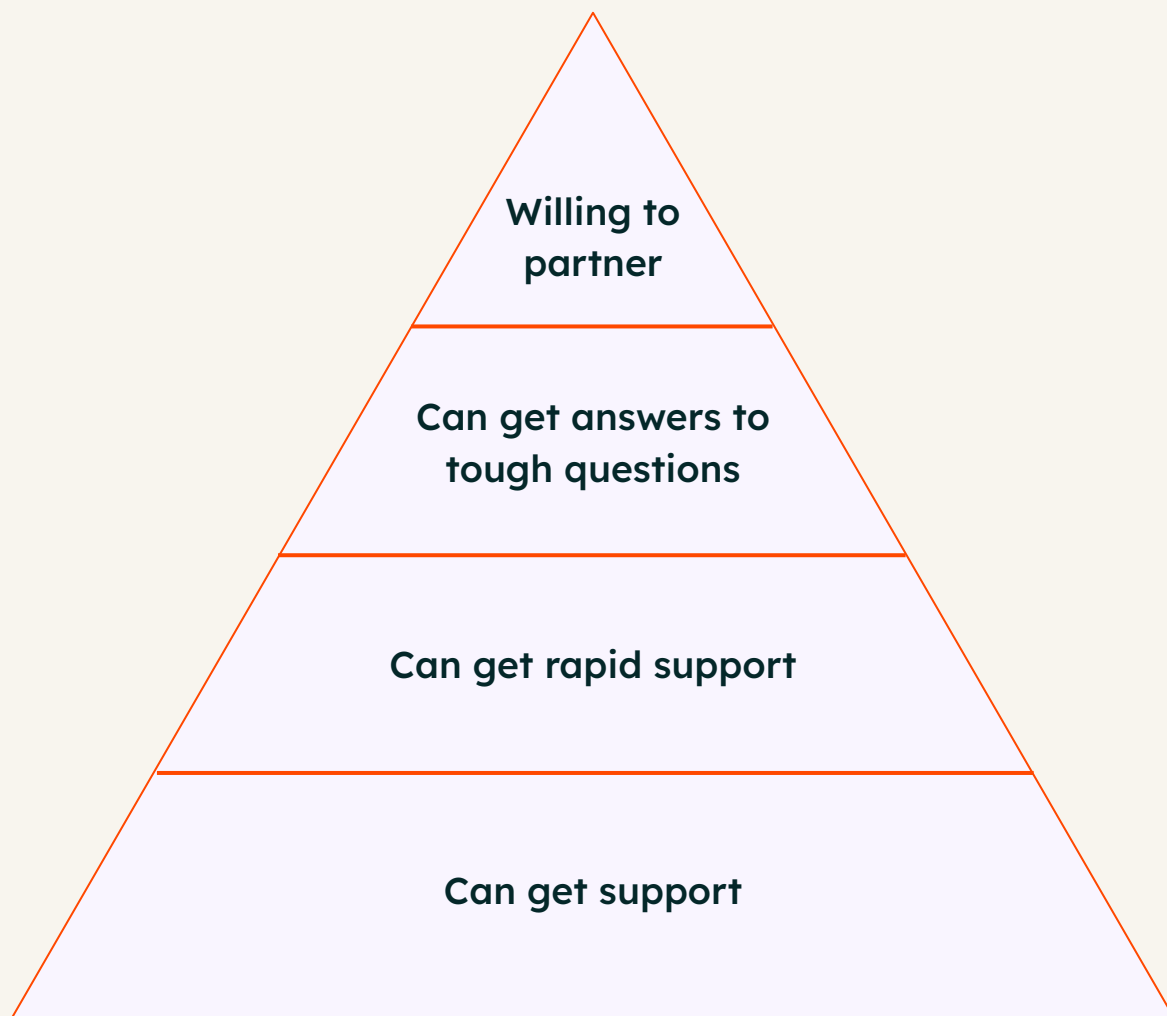 Willing to
partner
Can get answers to
tough questions
Can get rapid support
Can get support